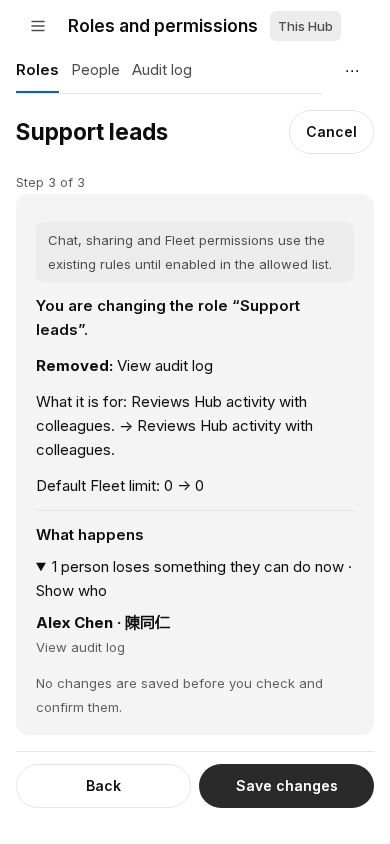 Roles and permissions
This Hub
Roles
People
Audit log
Support leads
Cancel
Step 3 of 3
Chat, sharing and Fleet permissions use the
existing rules until enabled in the allowed list.
You are changing the role “Support
leads”.
Removed: View audit log
What it is for: Reviews Hub activity with
colleagues. → Reviews Hub activity with
colleagues.
Default Fleet limit: 0 → 0
What happens
1 person loses something they can do now ·
Show who
Alex Chen · 陳同仁
View audit log
No changes are saved before you check and
confirm them.
Back
Save changes